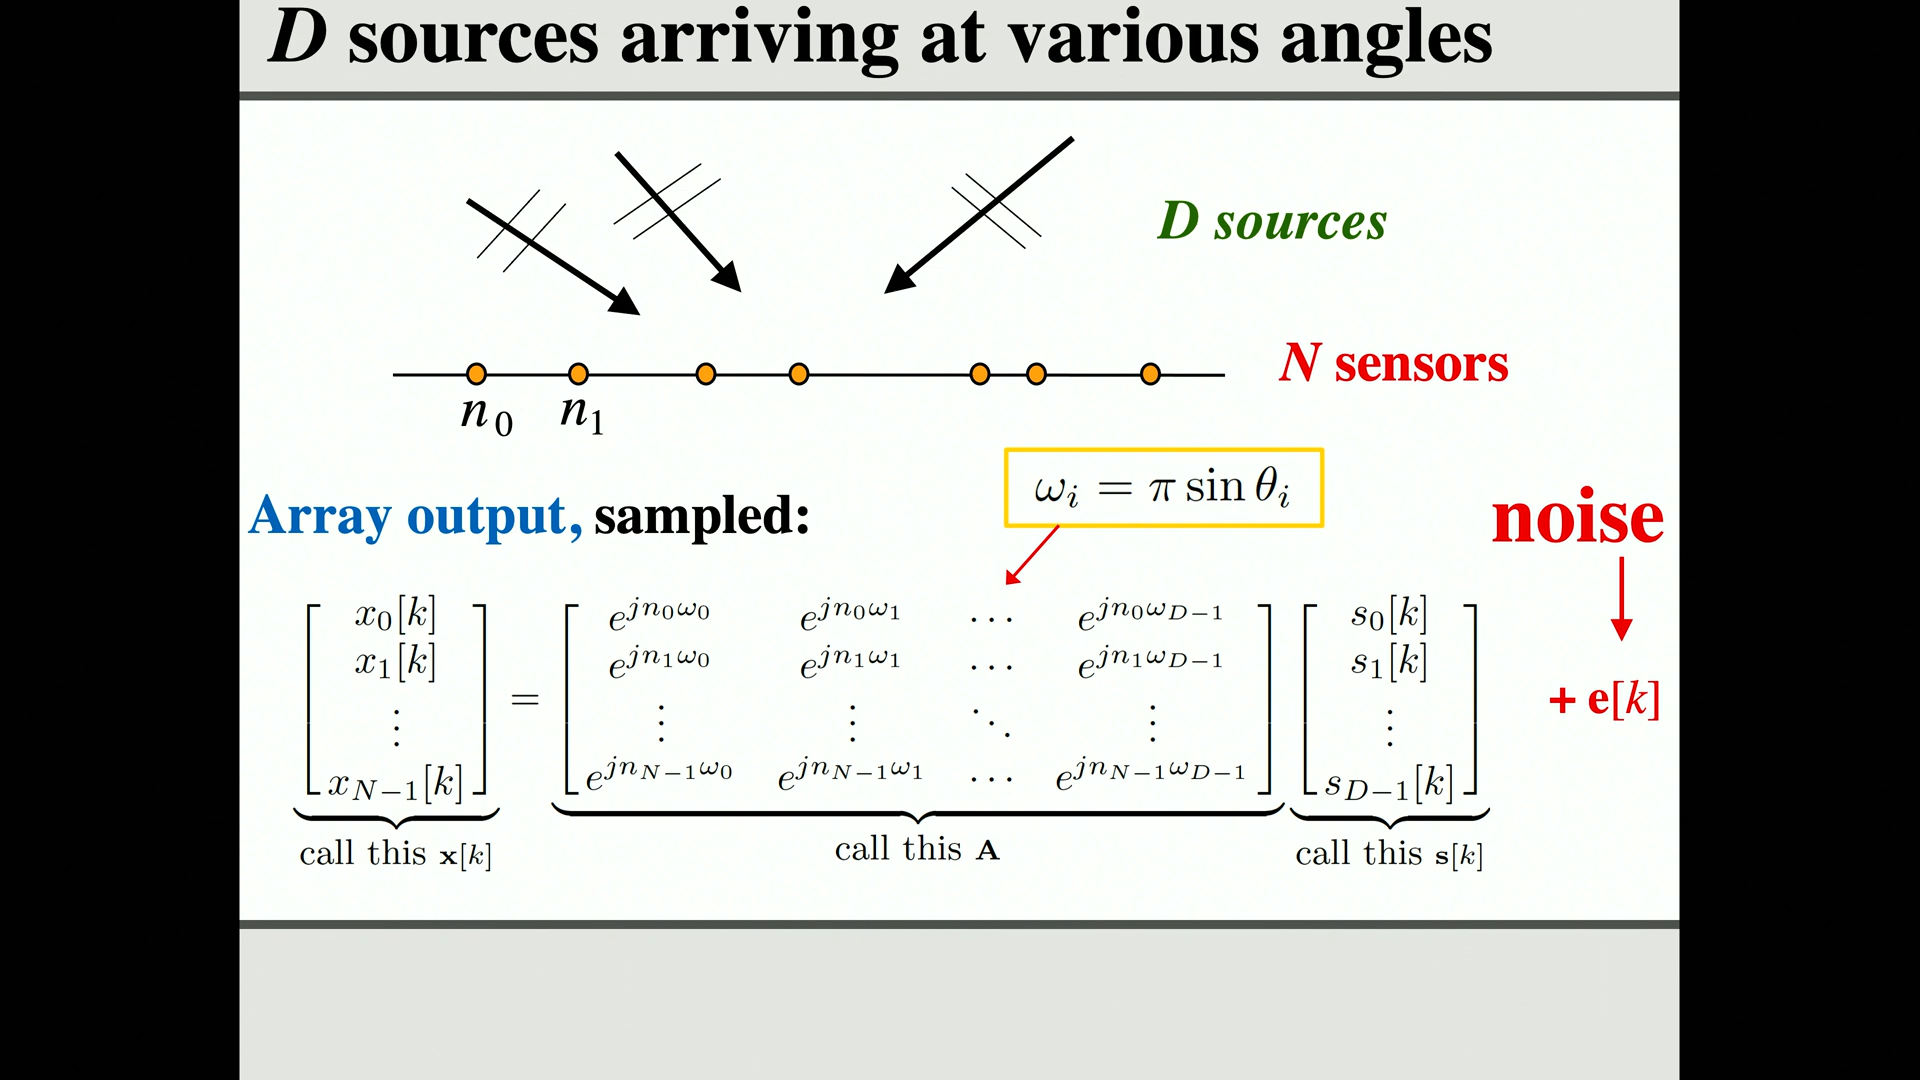 D sources arriving at various angles
D sources
N sensors
n₀ n₁
ωᵢ = π sin θᵢ
Array output, sampled:
noise
[ x₀[k] ; x₁[k] ; ⋮ ; x_{N−1}[k] ] = [ e^{jn₀ω₀} e^{jn₀ω₁} ⋯ e^{jn₀ω_{D−1}} ; e^{jn₁ω₀} e^{jn₁ω₁} ⋯ e^{jn₁ω_{D−1}} ; ⋮ ⋮ ⋱ ⋮ ; e^{jn_{N−1}ω₀} e^{jn_{N−1}ω₁} ⋯ e^{jn_{N−1}ω_{D−1}} ] [ s₀[k] ; s₁[k] ; ⋮ ; s_{D−1}[k] ] + e[k]
call this x[k] call this A call this s[k]